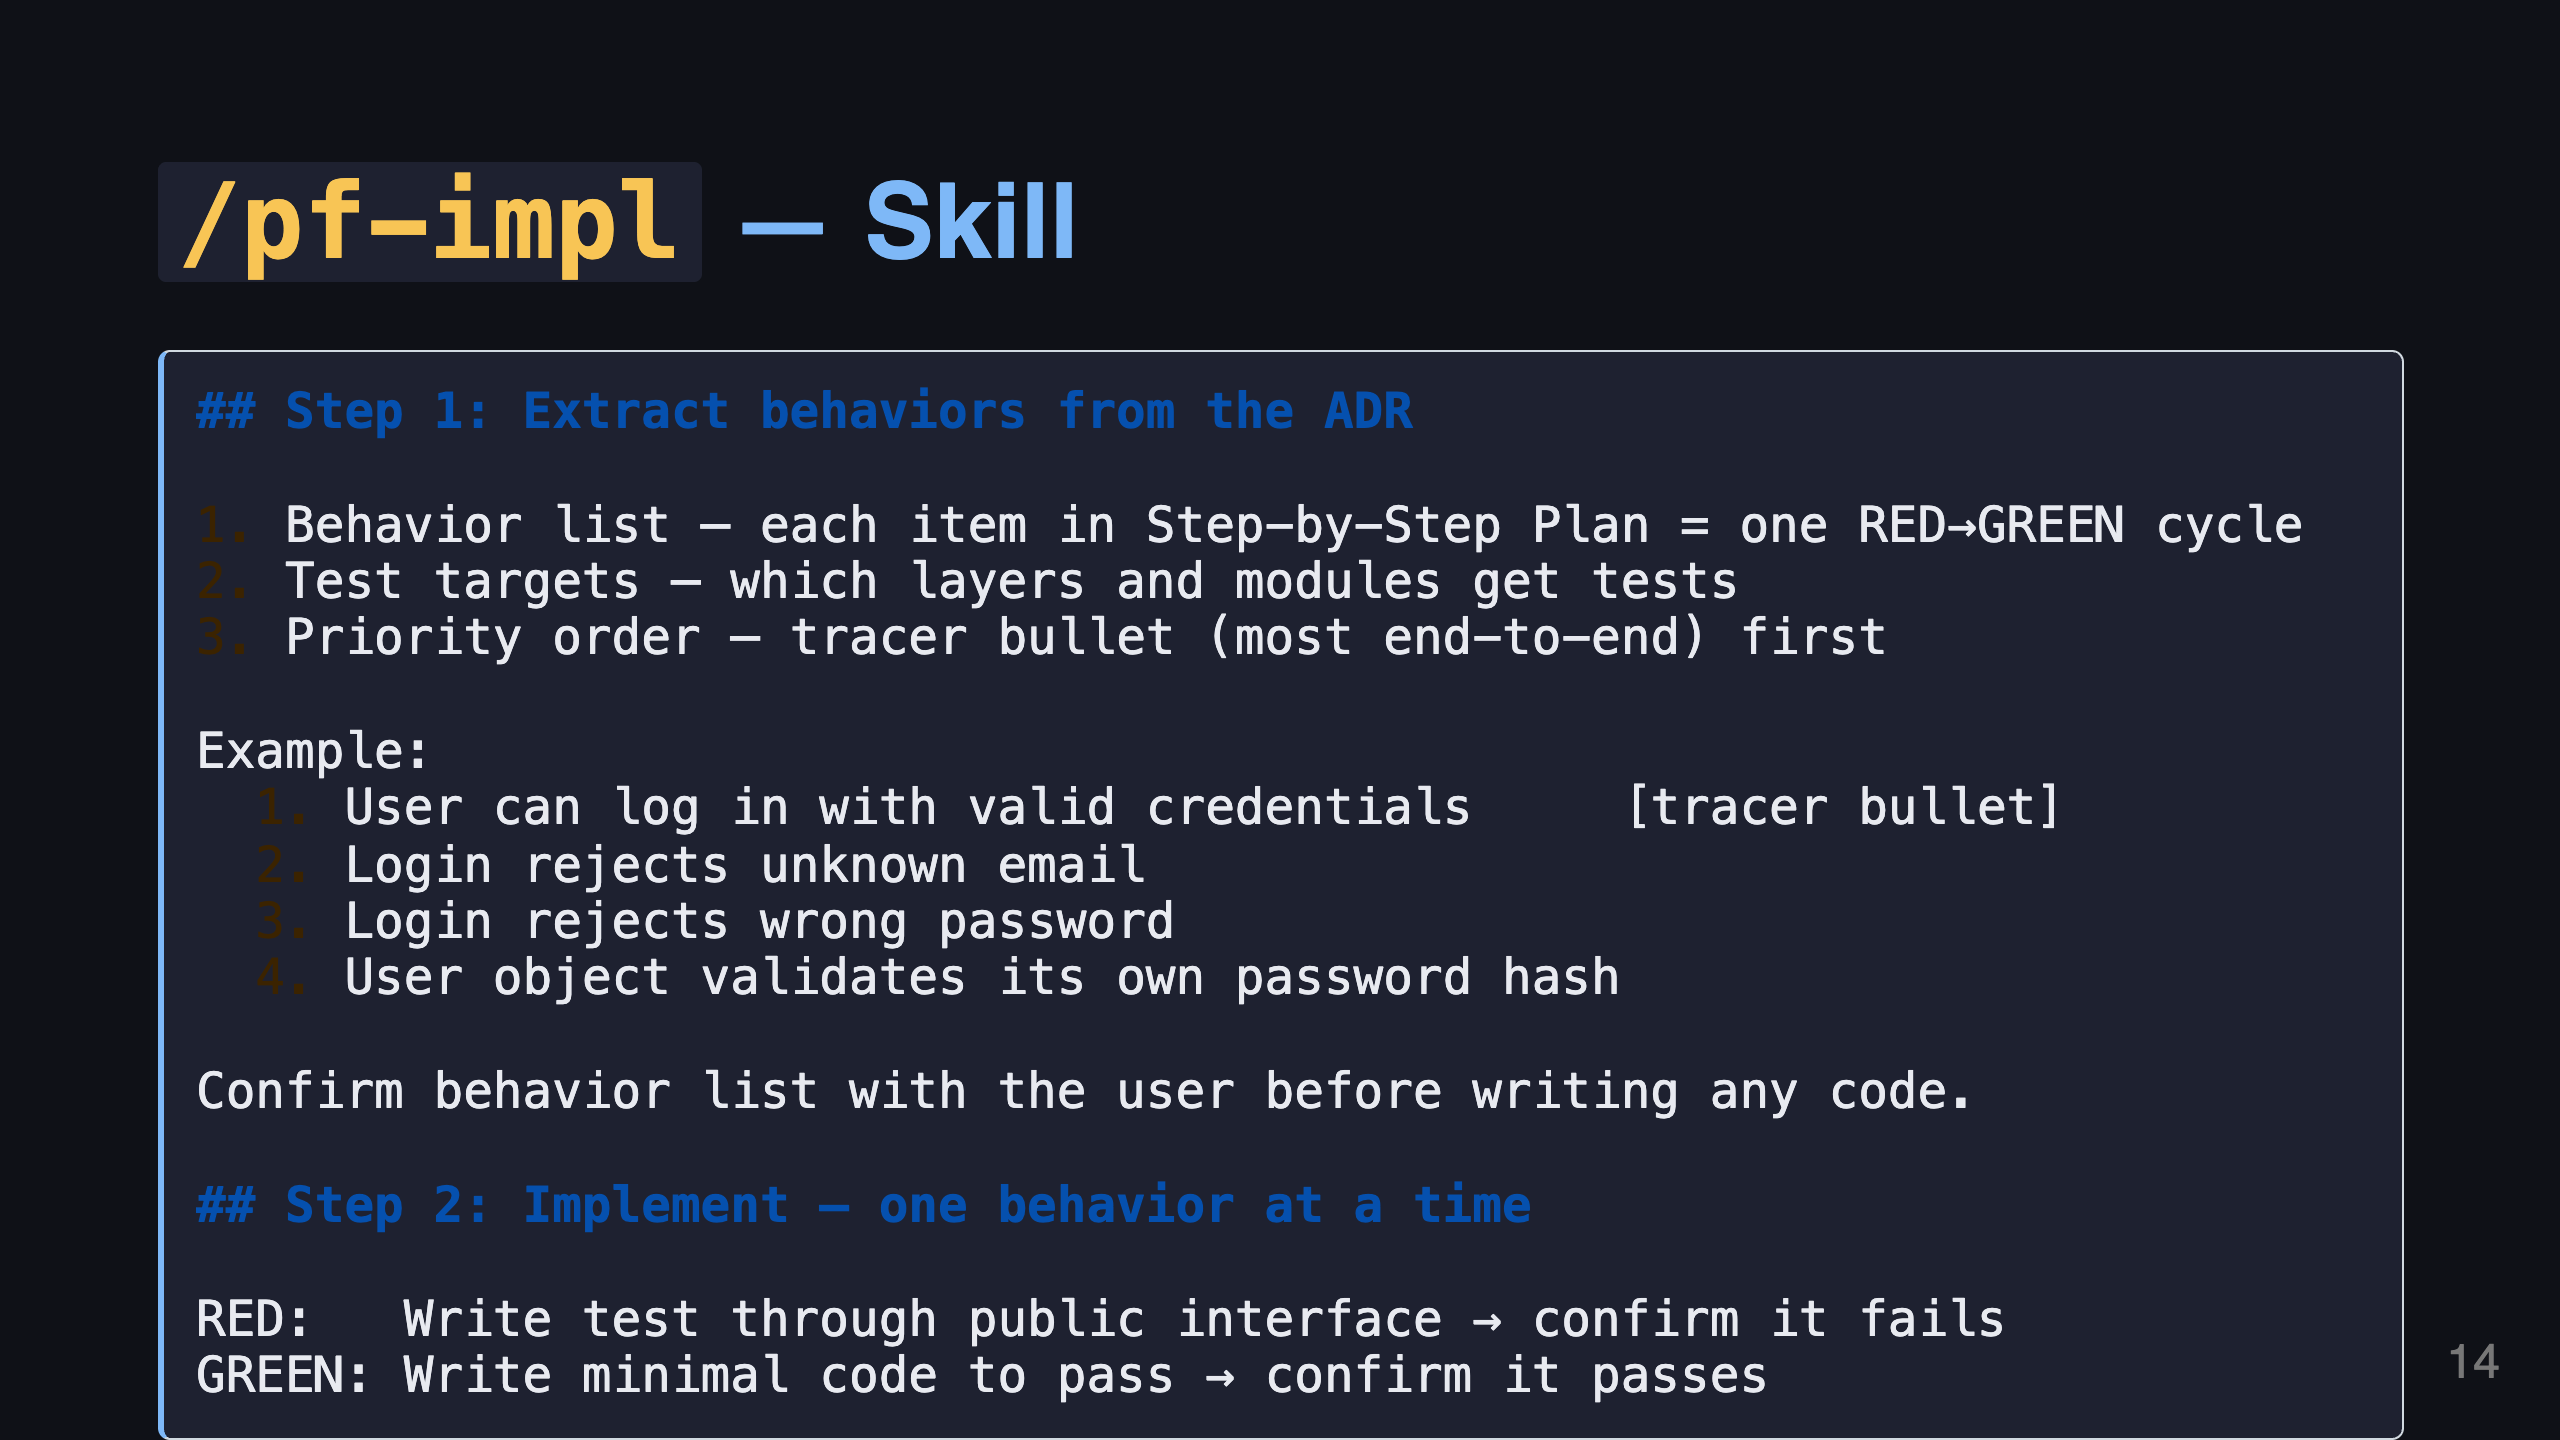 /pf-impl — Skill
## Step 1: Extract behaviors from the ADR
1. Behavior list — each item in Step-by-Step Plan = one RED→GREEN cycle
2. Test targets — which layers and modules get tests
3. Priority order — tracer bullet (most end-to-end) first
Example:
1. User can log in with valid credentials [tracer bullet]
2. Login rejects unknown email
3. Login rejects wrong password
4. User object validates its own password hash
Confirm behavior list with the user before writing any code.
## Step 2: Implement — one behavior at a time
RED: Write test through public interface → confirm it fails
GREEN: Write minimal code to pass → confirm it passes
14